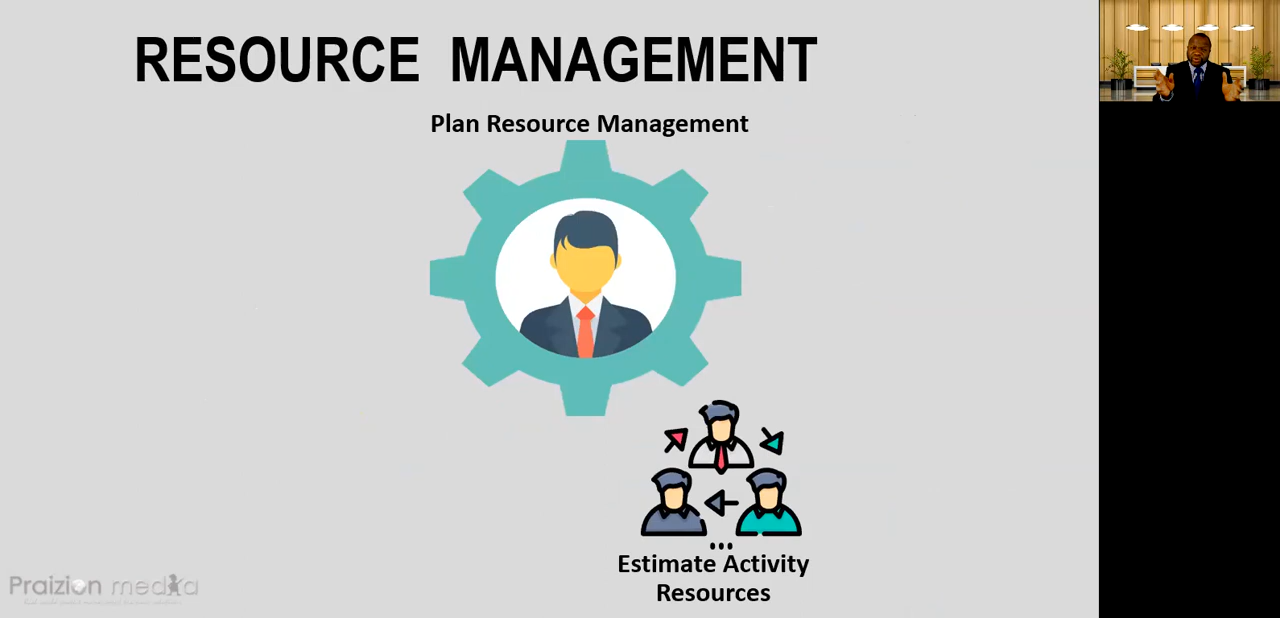 RESOURCE MANAGEMENT
Plan Resource Management
Estimate Activity
Resources
Praizion media